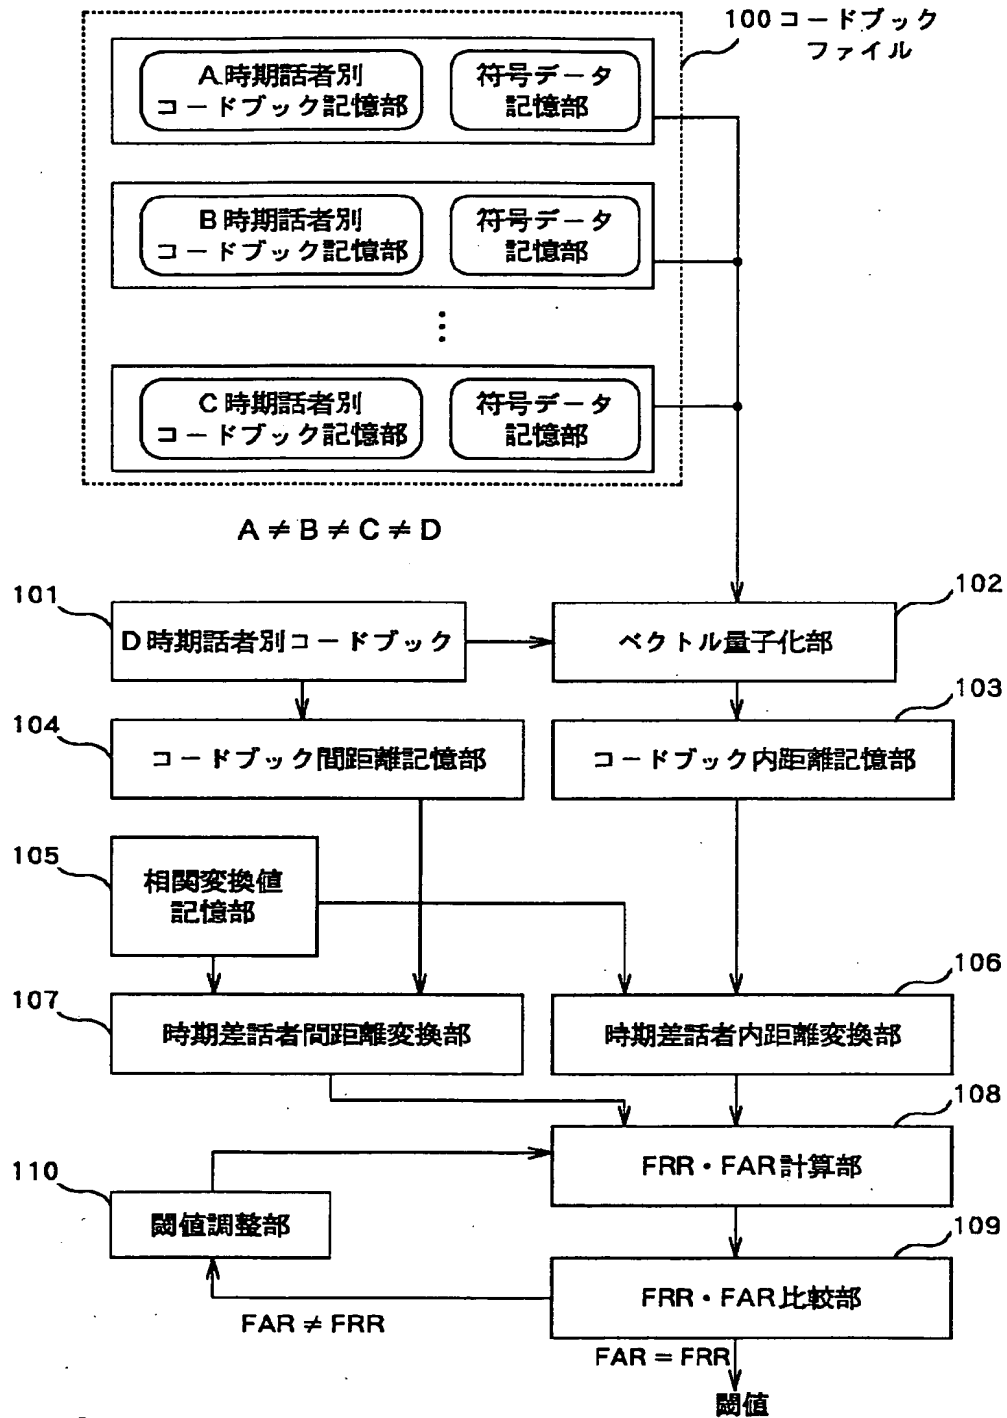 100 コードブック
ファイル
A 時期話者別
コードブック記憶部
符号データ
記憶部
B 時期話者別
コードブック記憶部
符号データ
記憶部
C 時期話者別
コードブック記憶部
符号データ
記憶部
A ≠ B ≠ C ≠ D
101
D 時期話者別コードブック
102
ベクトル量子化部
104
コードブック間距離記憶部
103
コードブック内距離記憶部
105
相関変換値
記憶部
107
時期差話者間距離変換部
106
時期差話者内距離変換部
108
FRR・FAR計算部
110
閾値調整部
109
FRR・FAR比較部
FAR ≠ FRR
FAR = FRR
閾値